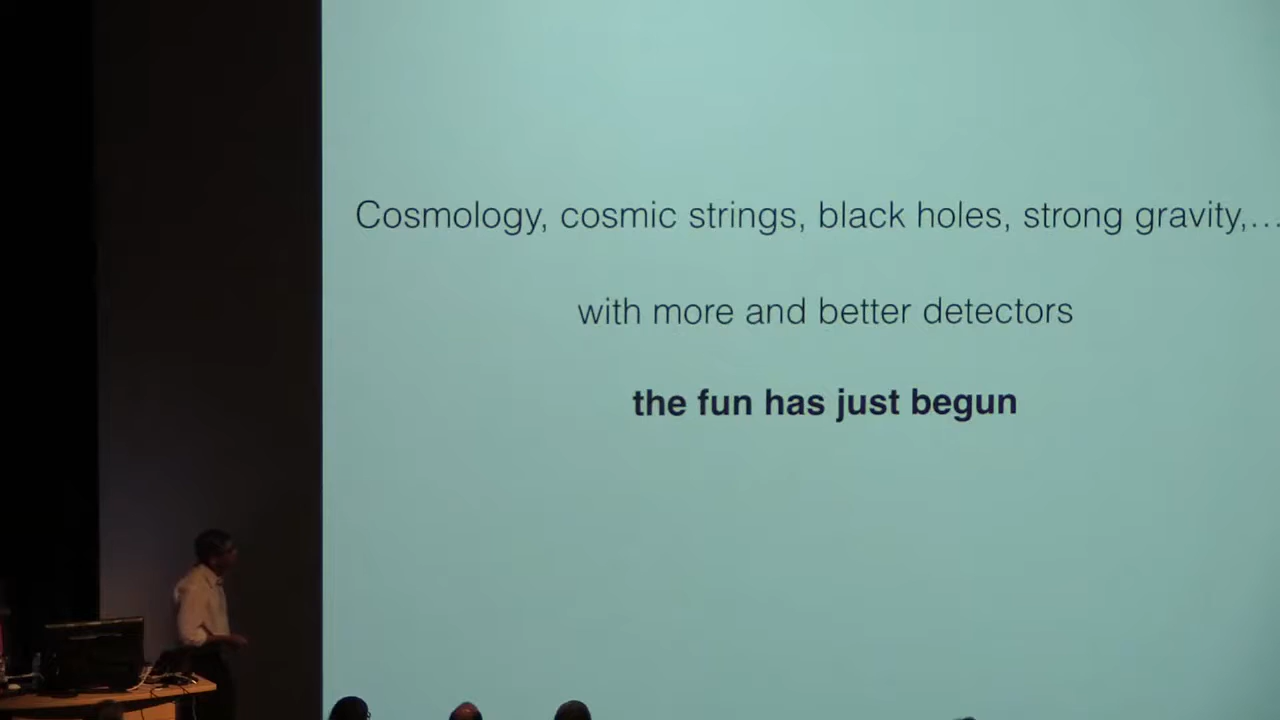 Cosmology, cosmic strings, black holes, strong gravity,…
with more and better detectors
the fun has just begun